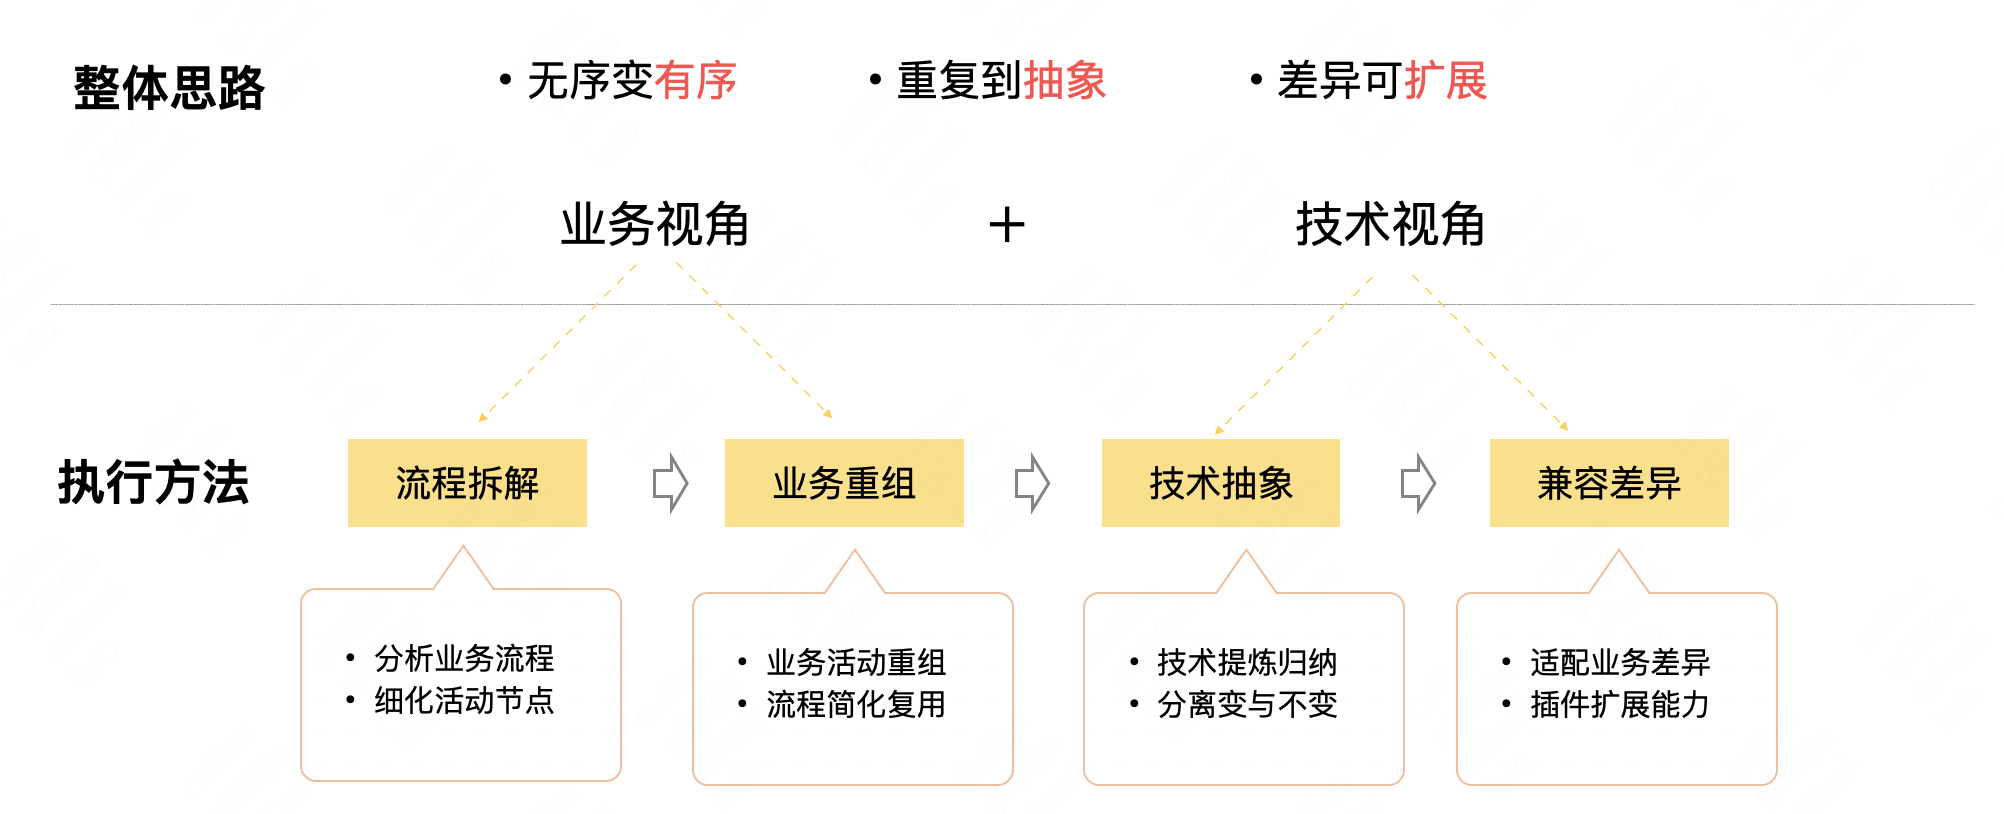 整体思路
• 无序变有序
• 重复到抽象
• 差异可扩展
业务视角
+
技术视角
执行方法
流程拆解
业务重组
技术抽象
兼容差异
• 分析业务流程
• 细化活动节点
• 业务活动重组
• 流程简化复用
• 技术提炼归纳
• 分离变与不变
• 适配业务差异
• 插件扩展能力